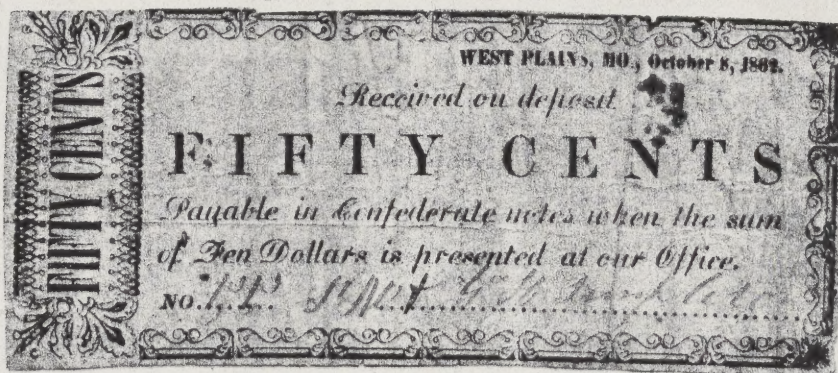 FIFTY CENTS
WEST PLAINS, MO., October 8, 1862.
Received on deposit
FIFTY CENTS
Payable in Confederate notes when the sum
of Ten Dollars is presented at our Office.
NO.